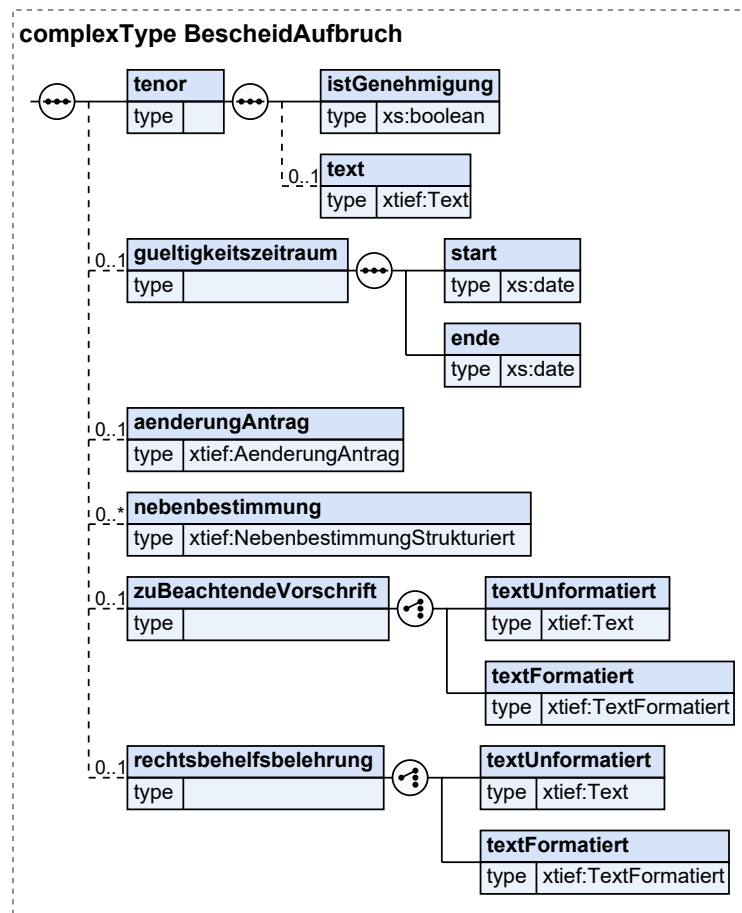 complexType BescheidAufbruch
tenor
type
istGenehmigung
type xs:boolean
0..1
text
type xtief:Text
0..1
gueltigkeitszeitraum
type
start
type xs:date
ende
type xs:date
0..1
aenderungAntrag
type xtief:AenderungAntrag
0..*
nebenbestimmung
type xtief:NebenbestimmungStrukturiert
0..1
zuBeachtendeVorschrift
type
textUnformatiert
type xtief:Text
textFormatiert
type xtief:TextFormatiert
0..1
rechtsbehelfsbelehrung
type
textUnformatiert
type xtief:Text
textFormatiert
type xtief:TextFormatiert